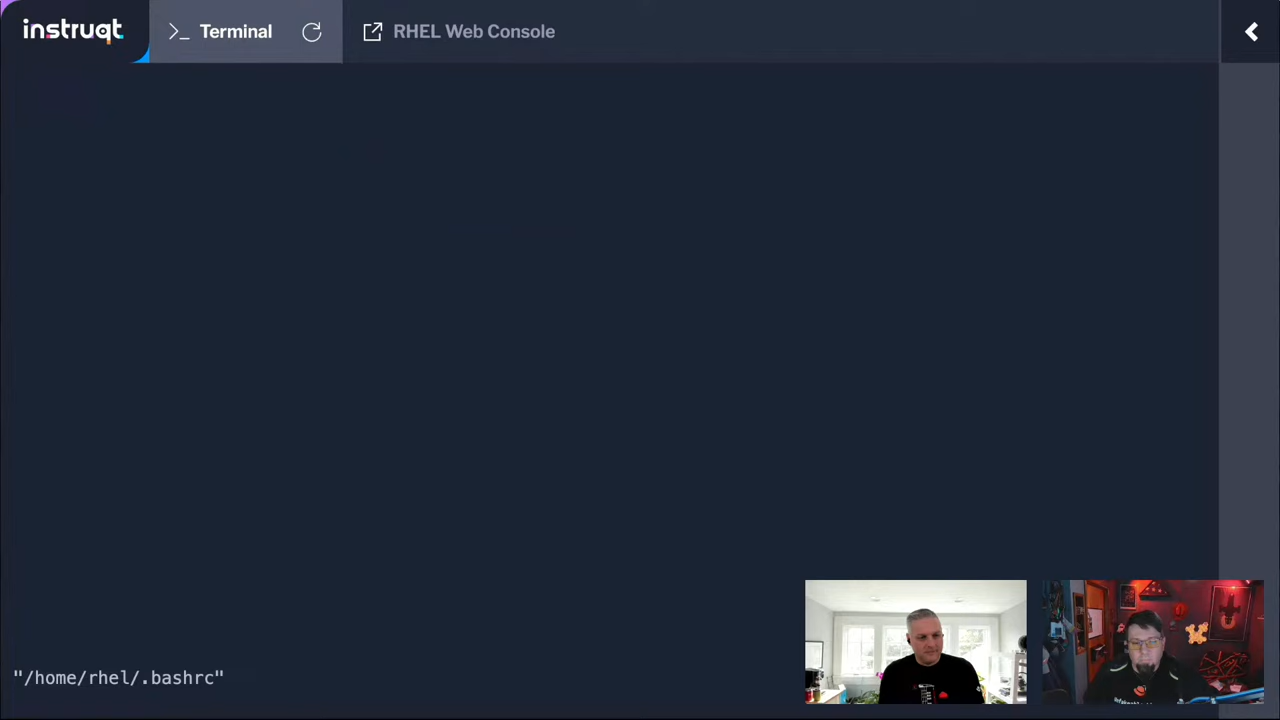 instruqt
>_ Terminal
RHEL Web Console
"/home/rhel/.bashrc"